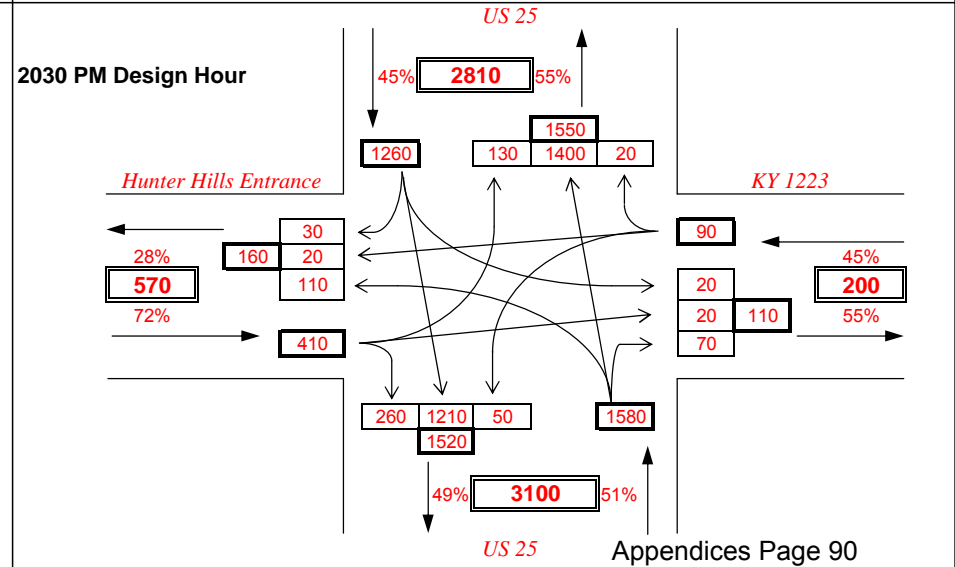 US 25
2030 PM Design Hour
45% 2810 55%
1550
1260 130 1400 20
Hunter Hills Entrance KY 1223
30 90
28% 160 20 45%
570 110 20 200
72% 20 110 55%
410 70
260 1210 50 1580
1520
49% 3100 51%
US 25 Appendices Page 90